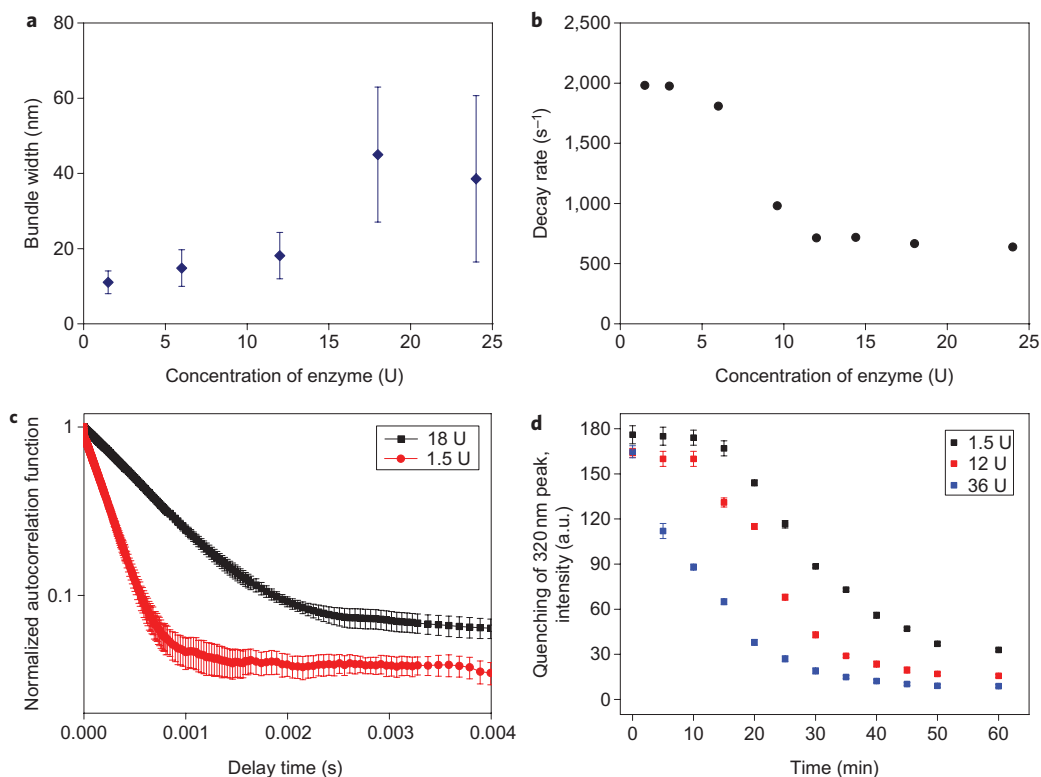 a
80
60
40
20
0
Bundle width (nm)
0 5 10 15 20 25
Concentration of enzyme (U)
b
2,500
2,000
1,500
1,000
500
0
Decay rate (s⁻¹)
0 5 10 15 20 25
Concentration of enzyme (U)
c
1
0.1
Normalized autocorrelation function
18 U
1.5 U
0.000 0.001 0.002 0.003 0.004
Delay time (s)
d
180
150
120
90
60
30
0
Quenching of 320 nm peak,
intensity (a.u.)
1.5 U
12 U
36 U
0 10 20 30 40 50 60
Time (min)